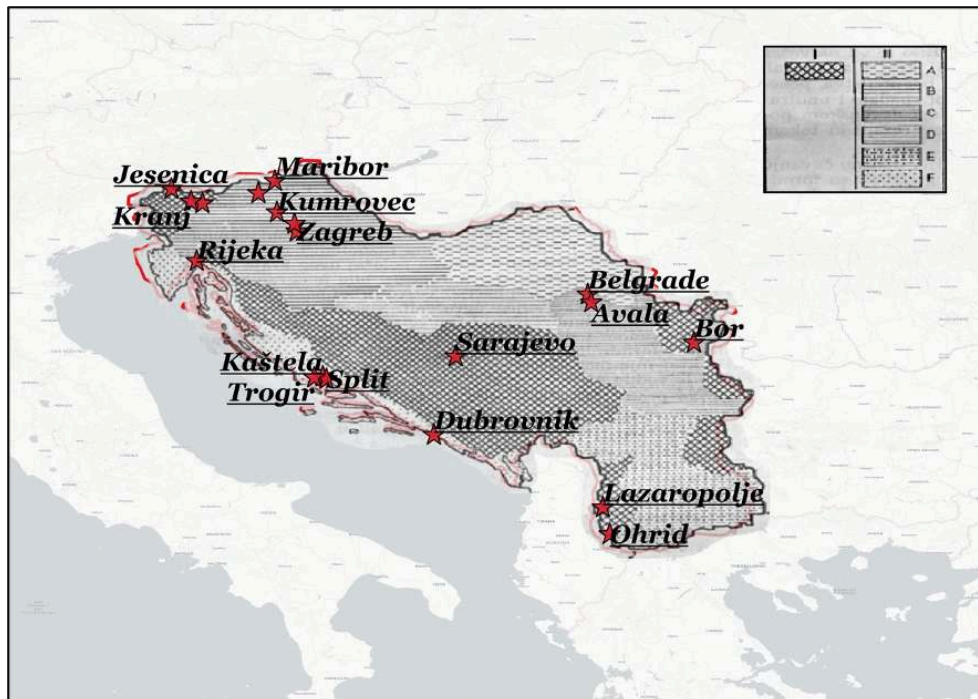 I II
A
B
C
D
E
F
Maribor
Jesenica
Kumrovec
Kranj
Zagreb
Rijeka
Belgrade
Avala
Bor
Sarajevo
Kaštela
Split
Trogir
Dubrovnik
Lazaropolje
Ohrid